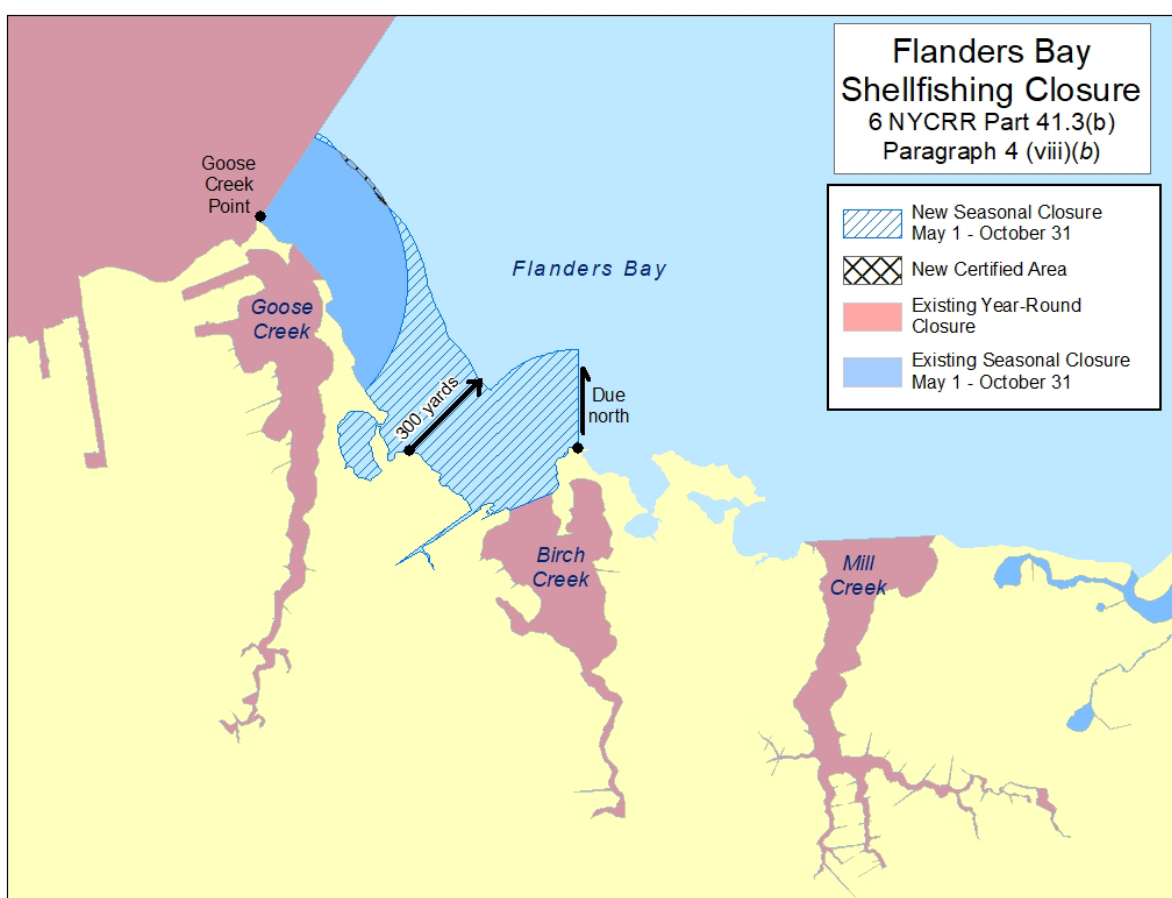 Flanders Bay
Shellfishing Closure
6 NYCRR Part 41.3(b)
Paragraph 4 (viii)(b)
New Seasonal Closure
May 1 - October 31
New Certified Area
Existing Year-Round
Closure
Existing Seasonal Closure
May 1 - October 31
Goose
Creek
Point
Flanders Bay
Goose
Creek
300 yards
Due
north
Birch
Creek
Mill
Creek